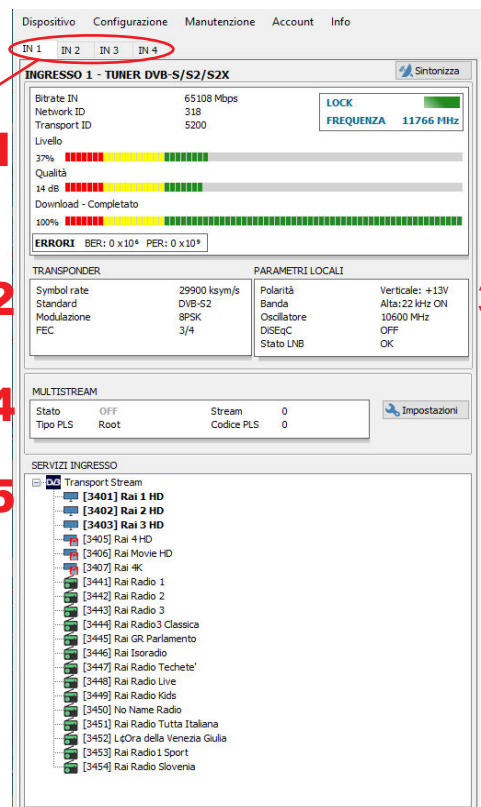 Dispositivo Configurazione Manutenzione Account Info
IN 1 IN 2 IN 3 IN 4
INGRESSO 1 - TUNER DVB-S/S2/S2X Sintonizza
1
Bitrate IN 65108 Mbps
Network ID 318
Transport ID 5200
LOCK
FREQUENZA 11766 MHz
Livello
37%
Qualità
14 dB
Download - Completato
100%
ERRORI BER: 0 x10⁶ PER: 0 x10⁹
2
TRANSPONDER
Symbol rate 29900 ksym/s
Standard DVB-S2
Modulazione 8PSK
FEC 3/4
PARAMETRI LOCALI
Polarità Verticale: +13V
Banda Alta:22 kHz ON
Oscillatore 10600 MHz
DiSEqC OFF
Stato LNB OK
4
MULTISTREAM
Stato OFF Stream 0
Tipo PLS Root Codice PLS 0
Impostazioni
5
SERVIZI INGRESSO
DVB Transport Stream
[3401] Rai 1 HD
[3402] Rai 2 HD
[3403] Rai 3 HD
[3405] Rai 4 HD
[3406] Rai Movie HD
[3407] Rai 4K
[3441] Rai Radio 1
[3442] Rai Radio 2
[3443] Rai Radio 3
[3444] Rai Radio3 Classica
[3445] Rai GR Parlamento
[3446] Rai Isoradio
[3447] Rai Radio Techete'
[3448] Rai Radio Live
[3449] Rai Radio Kids
[3450] No Name Radio
[3451] Rai Radio Tutta Italiana
[3452] L¢Ora della Venezia Giulia
[3453] Rai Radio1 Sport
[3454] Rai Radio Slovenia